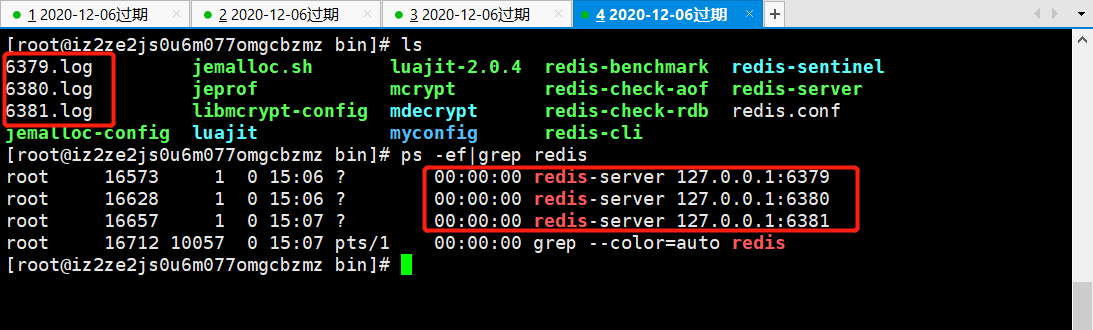 1 2020-12-06过期 × 2 2020-12-06过期 × 3 2020-12-06过期 × 4 2020-12-06过期 × +
[root@iz2ze2js0u6m077omgcbzmz bin]# ls
6379.log jemalloc.sh luajit-2.0.4 redis-benchmark redis-sentinel
6380.log jeprof mcrypt redis-check-aof redis-server
6381.log libmcrypt-config mdecrypt redis-check-rdb redis.conf
jemalloc-config luajit myconfig redis-cli
[root@iz2ze2js0u6m077omgcbzmz bin]# ps -ef|grep redis
root 16573 1 0 15:06 ? 00:00:00 redis-server 127.0.0.1:6379
root 16628 1 0 15:06 ? 00:00:00 redis-server 127.0.0.1:6380
root 16657 1 0 15:07 ? 00:00:00 redis-server 127.0.0.1:6381
root 16712 10057 0 15:07 pts/1 00:00:00 grep --color=auto redis
[root@iz2ze2js0u6m077omgcbzmz bin]#